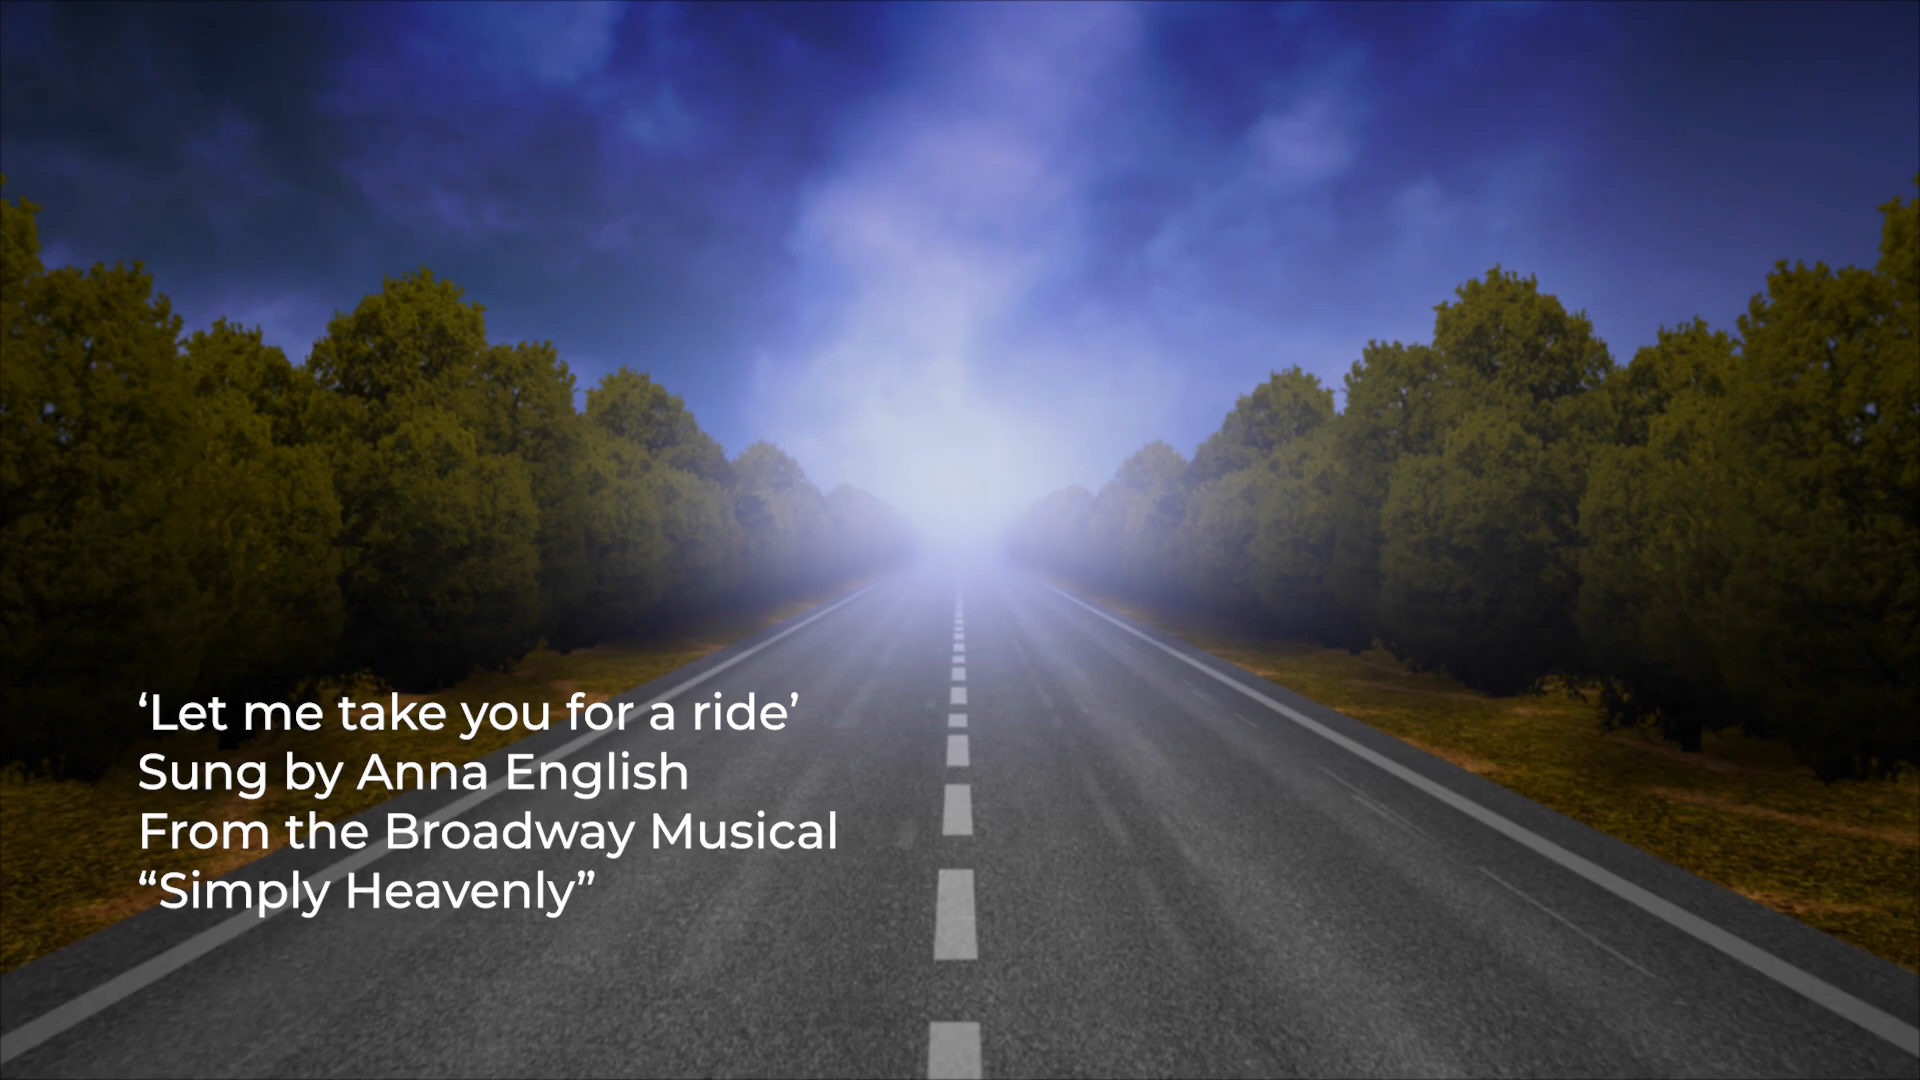 ‘Let me take you for a ride’
Sung by Anna English
From the Broadway Musical
“Simply Heavenly”